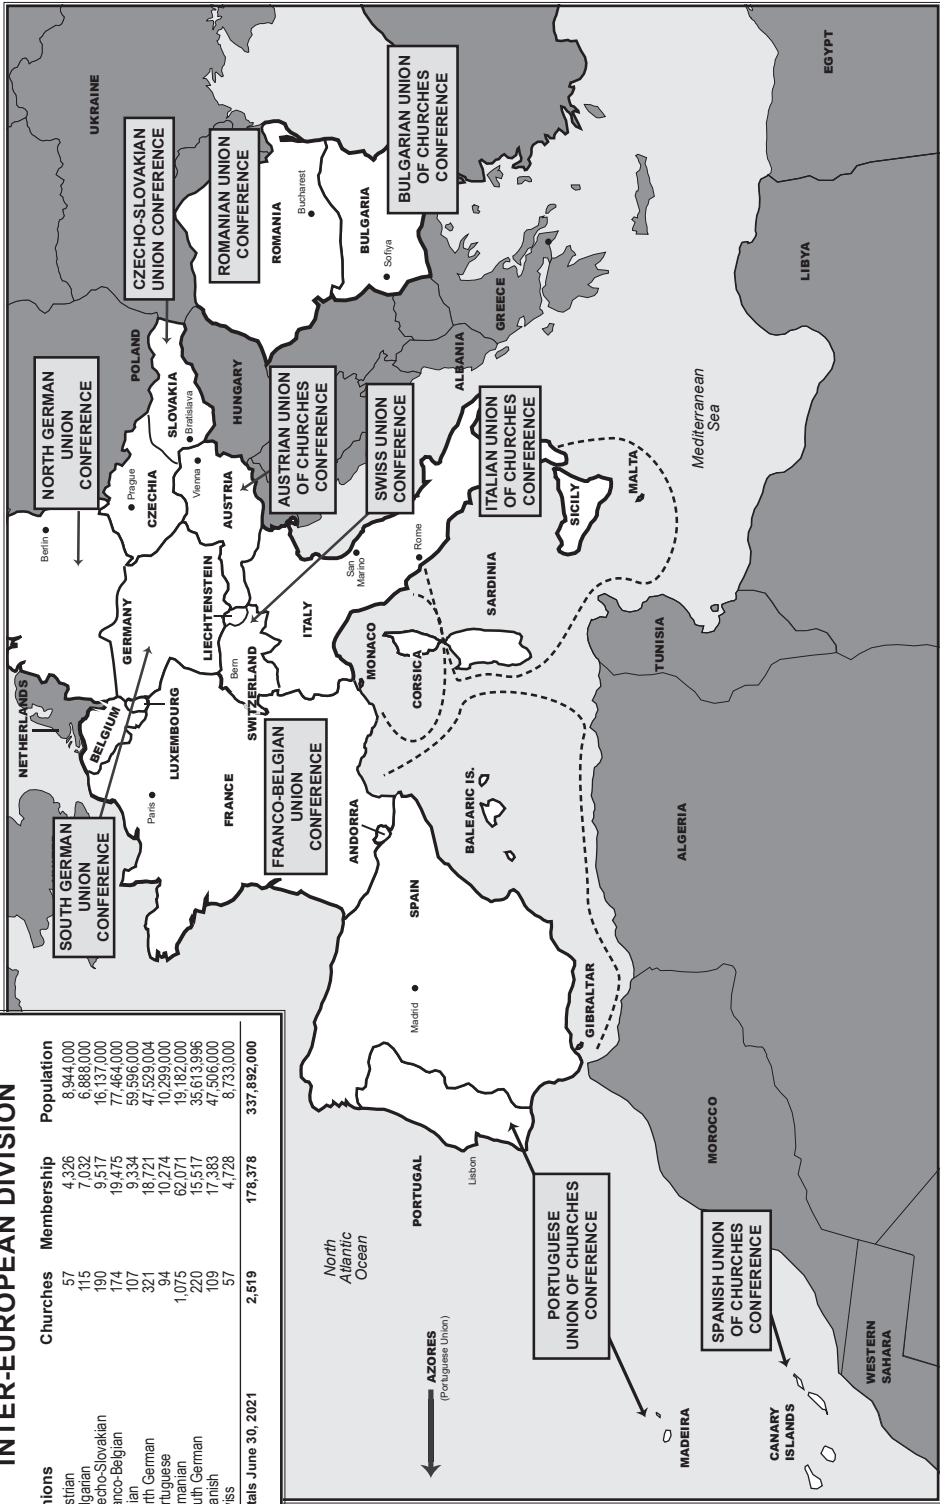 INTER-EUROPEAN DIVISION
nions Churches Membership Population
strian 57 4,326 8,944,000
lgarian 115 7,032 6,888,000
echo-Slovakian 190 9,517 16,137,000
anco-Belgian 174 19,475 77,464,000
ian 107 9,334 59,596,000
rth German 321 18,721 47,529,004
rtuguese 94 10,274 10,299,000
manian 1,075 62,071 19,182,000
uth German 220 15,517 35,613,996
anish 109 17,383 47,506,000
iss 57 4,728 8,733,000
tals June 30, 2021 2,519 178,378 337,892,000
SOUTH GERMAN
UNION
CONFERENCE
NORTH GERMAN
UNION
CONFERENCE
CZECHO-SLOVAKIAN
UNION CONFERENCE
ROMANIAN UNION
CONFERENCE
BULGARIAN UNION
OF CHURCHES
CONFERENCE
AUSTRIAN UNION
OF CHURCHES
CONFERENCE
SWISS UNION
CONFERENCE
ITALIAN UNION
OF CHURCHES
CONFERENCE
FRANCO-BELGIAN
UNION
CONFERENCE
PORTUGUESE
UNION OF CHURCHES
CONFERENCE
SPANISH UNION
OF CHURCHES
CONFERENCE
NETHERLANDS
BELGIUM
LUXEMBOURG
GERMANY
Berlin
POLAND
UKRAINE
CZECHIA
Prague
SLOVAKIA
Bratislava
AUSTRIA
Vienna
HUNGARY
ROMANIA
Bucharest
BULGARIA
Sofiya
LIECHTENSTEIN
SWITZERLAND
Bern
FRANCE
Paris
ITALY
San
Marino
Rome
MONACO
CORSICA
SARDINIA
SICILY
MALTA
ALBANIA
GREECE
ANDORRA
SPAIN
Madrid
BALEARIC IS.
GIBRALTAR
PORTUGAL
Lisbon
North
Atlantic
Ocean
AZORES
(Portuguese Union)
MADEIRA
CANARY
ISLANDS
Mediterranean
Sea
WESTERN
SAHARA
MOROCCO
ALGERIA
TUNISIA
LIBYA
EGYPT